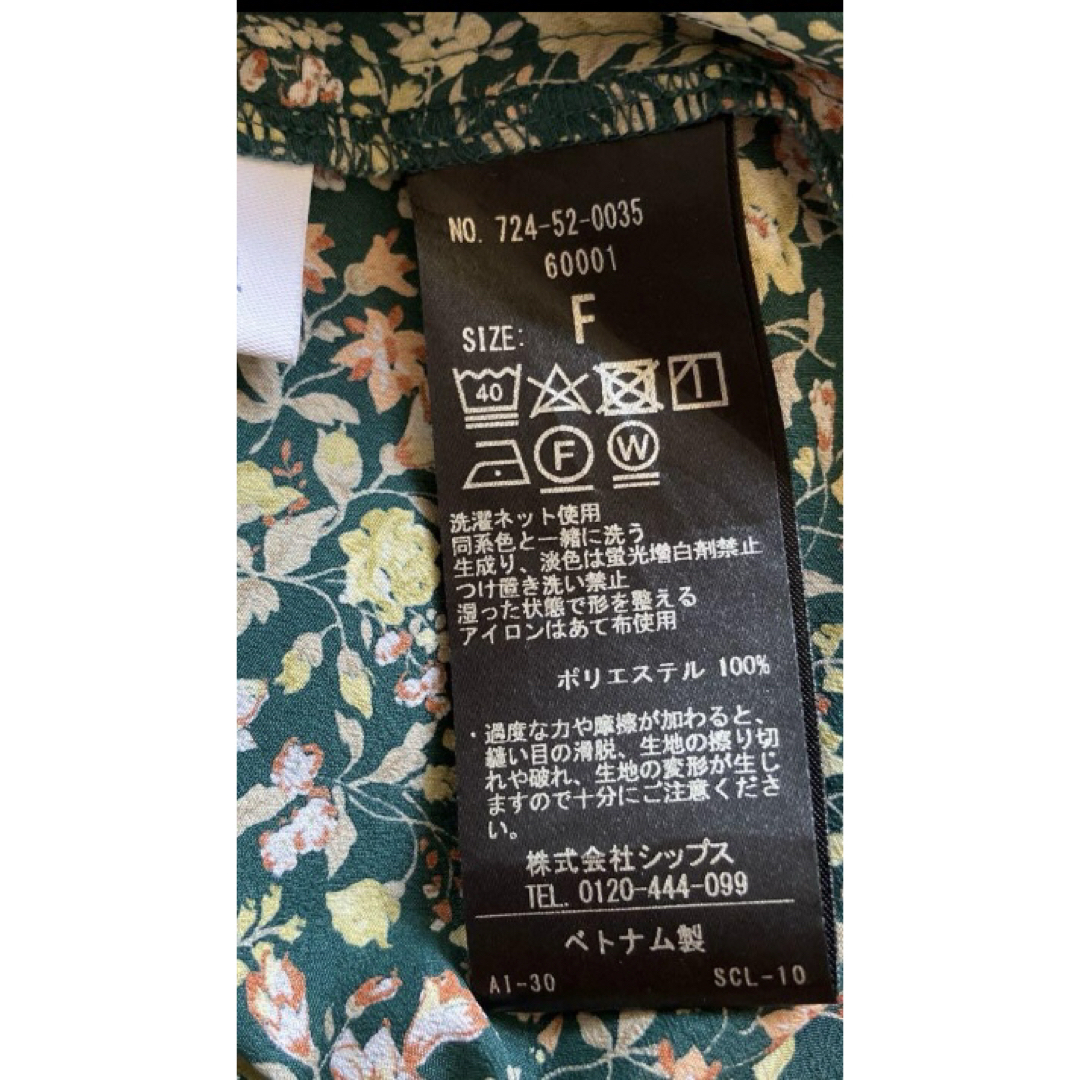 NO. 724-52-0035
60001
SIZE: F
40
F W
洗濯ネット使用
同系色と一緒に洗う
生成り、淡色は蛍光増白剤禁止
つけ置き洗い禁止
湿った状態で形を整える
アイロンはあて布使用
ポリエステル 100%
・過度な力や摩擦が加わると、
縫い目の滑脱、生地の擦り切
れや破れ、生地の変形が生じ
ますので十分にご注意くださ
い。
株式会社シップス
TEL. 0120-444-099
ベトナム製
AI-30 SCL-10